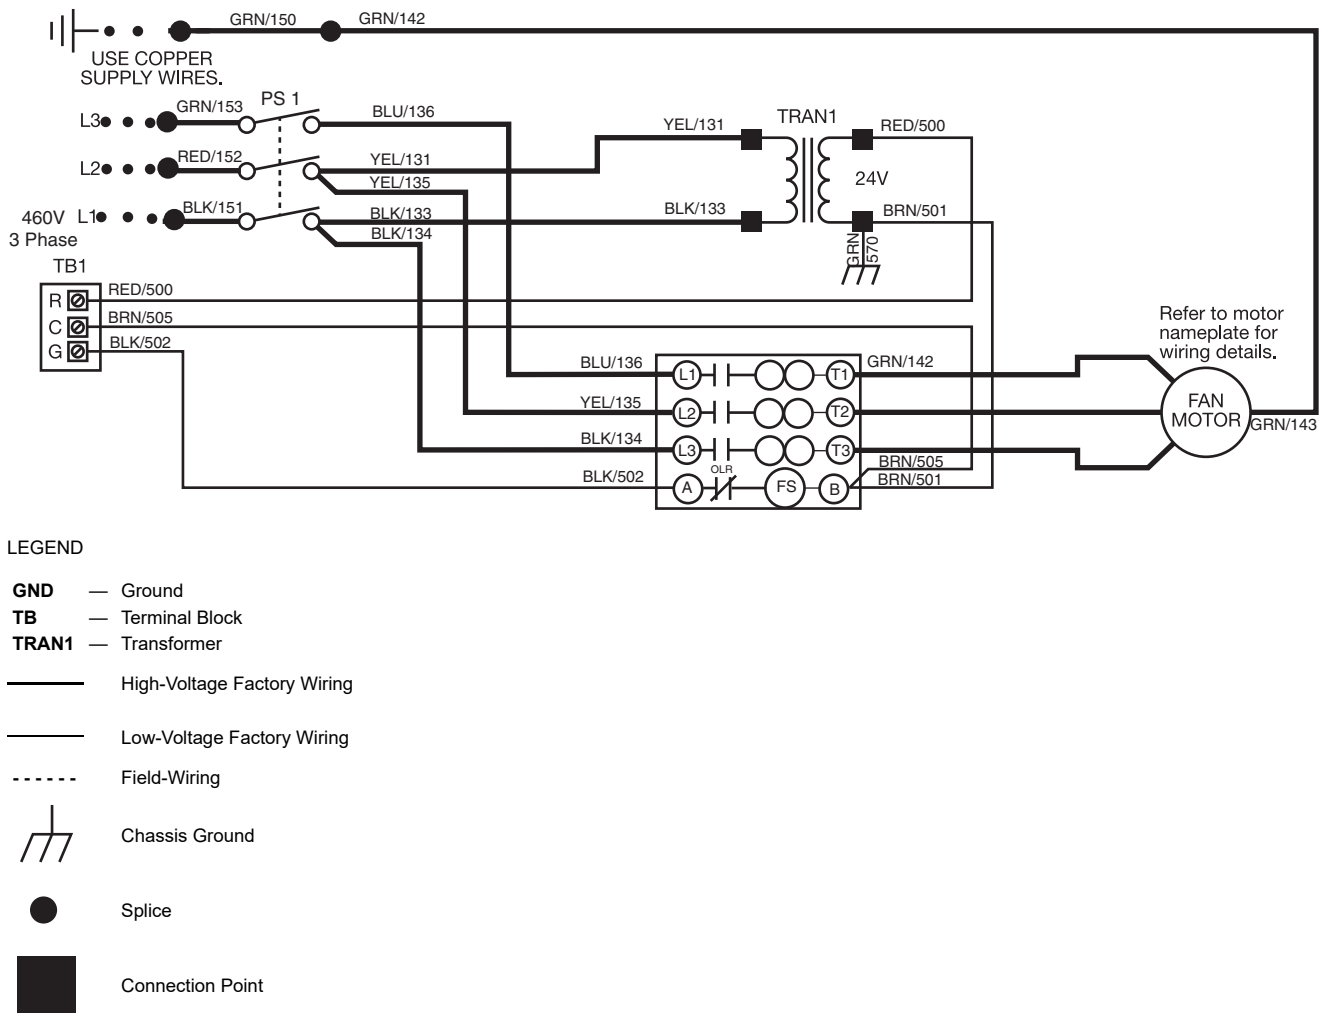 GRN/150
GRN/142
USE COPPER
SUPPLY WIRES.
PS 1
L3
GRN/153
BLU/136
L2
RED/152
YEL/131
YEL/135
460V
3 Phase
L1
BLK/151
BLK/133
BLK/134
YEL/131
TRAN1
RED/500
24V
BLK/133
BRN/501
GRN
570
TB1
R
RED/500
C
BRN/505
G
BLK/502
Refer to motor
nameplate for
wiring details.
BLU/136
L1
T1
GRN/142
YEL/135
L2
T2
FAN
MOTOR
GRN/143
BLK/134
L3
T3
BRN/505
BLK/502
A
OLR
FS
B
BRN/501
LEGEND
GND — Ground
TB — Terminal Block
TRAN1 — Transformer
High-Voltage Factory Wiring
Low-Voltage Factory Wiring
Field-Wiring
Chassis Ground
Splice
Connection Point